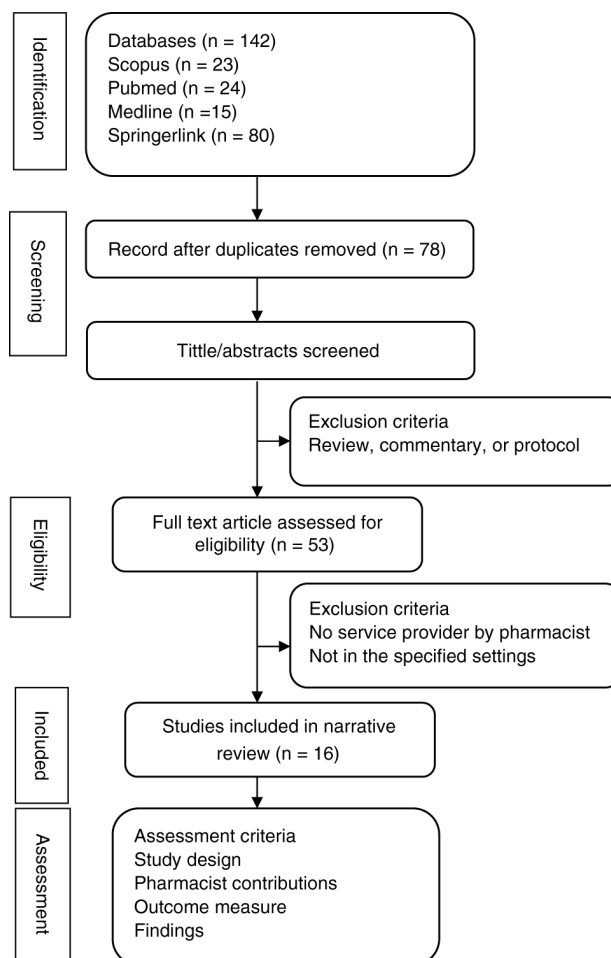 Identification
Databases (n = 142)
Scopus (n = 23)
Pubmed (n = 24)
Medline (n =15)
Springerlink (n = 80)
Screening
Record after duplicates removed (n = 78)
Tittle/abstracts screened
Exclusion criteria
Review, commentary, or protocol
Eligibility
Full text article assessed for
eligibility (n = 53)
Exclusion criteria
No service provider by pharmacist
Not in the specified settings
Included
Studies included in narrative
review (n = 16)
Assessment
Assessment criteria
Study design
Pharmacist contributions
Outcome measure
Findings